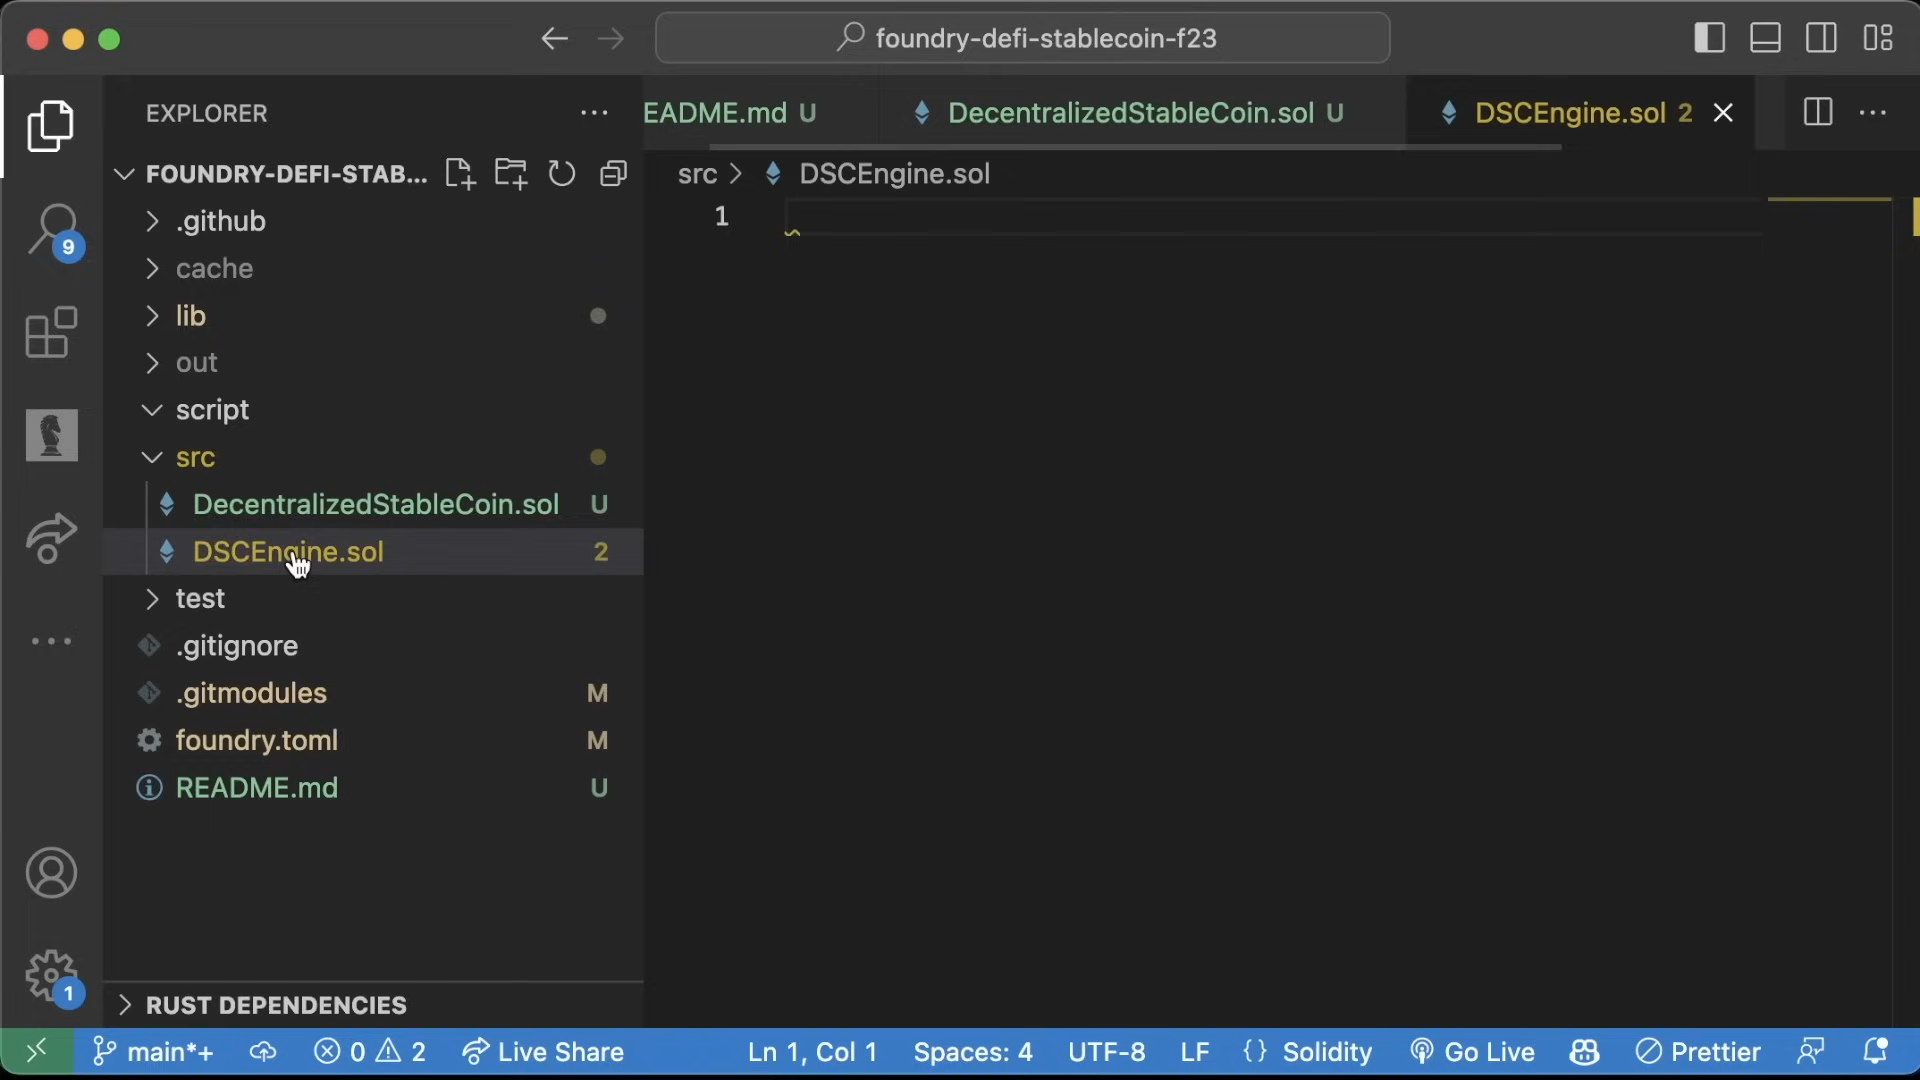 foundry-defi-stablecoin-f23
EXPLORER
EADME.md U
DecentralizedStableCoin.sol U
DSCEngine.sol 2
FOUNDRY-DEFI-STAB...
src > DSCEngine.sol
1
.github
cache
lib
out
script
src
DecentralizedStableCoin.sol U
DSCEngine.sol 2
test
.gitignore
.gitmodules M
foundry.toml M
README.md U
9
1
RUST DEPENDENCIES
main*+ 0 2 Live Share Ln 1, Col 1 Spaces: 4 UTF-8 LF {} Solidity Go Live Prettier